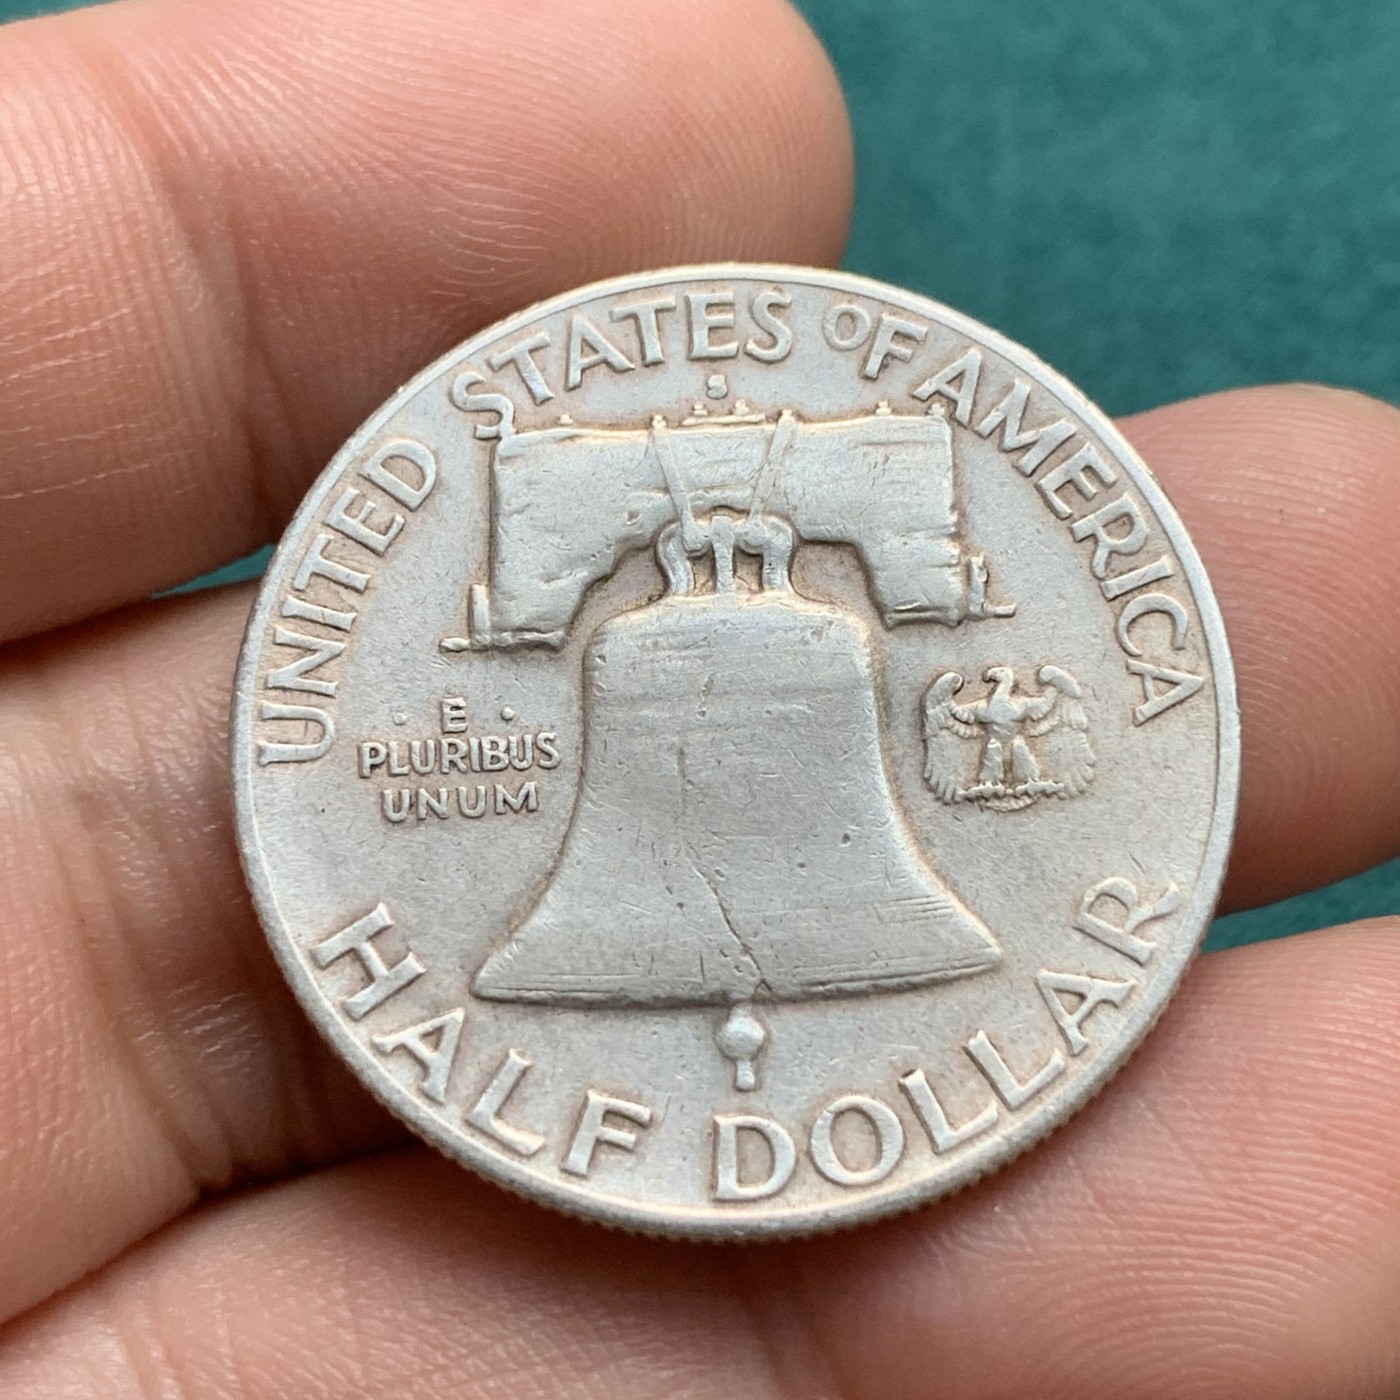 UNITED STATES OF AMERICA
S
· E ·
PLURIBUS
UNUM
HALF DOLLAR